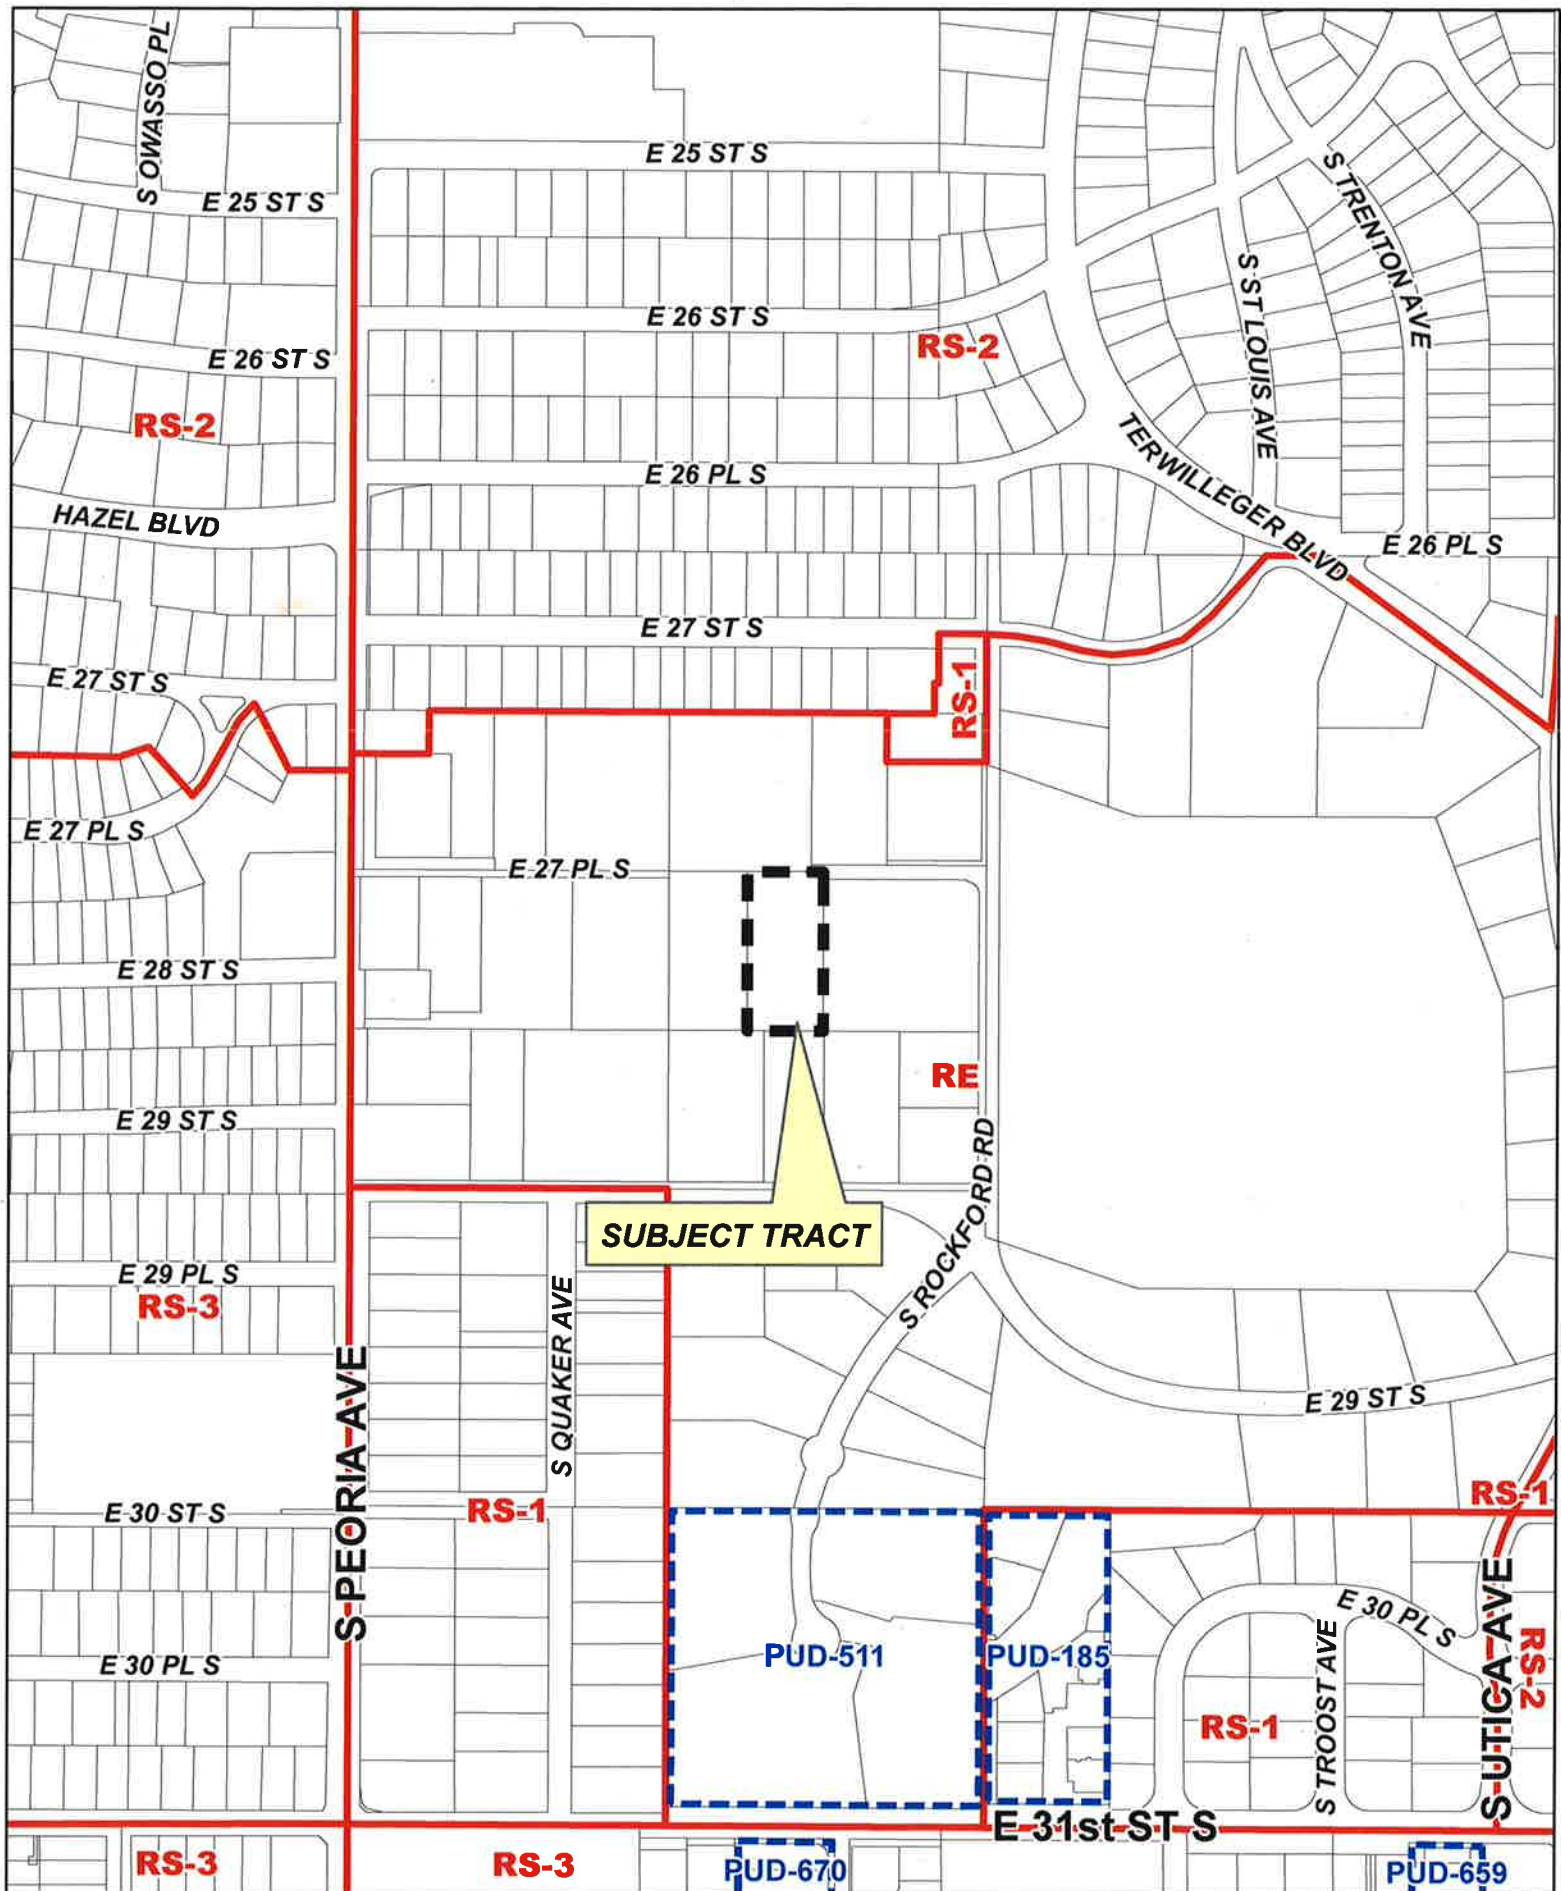 S OWASSO PL
E 25 ST S
E 25 ST S
S TRENTON AVE
S ST LOUIS AVE
E 26 ST S
RS-2
E 26 ST S
RS-2
TERWILLEGER BLVD
E 26 PL S
HAZEL BLVD
E 26 PL S
E 27 ST S
E 27 ST S
RS-1
E 27 PL S
E 27 PL S
E 28 ST S
RE
E 29 ST S
S ROCKFORD RD
SUBJECT TRACT
E 29 PL S
RS-3
S QUAKER AVE
S PEORIA AVE
E 29 ST S
RS-1
E 30 ST S
RS-1
E 30 PL S
S UTICA AVE
RS-2
PUD-511
PUD-185
E 30 PL S
S TROOST AVE
RS-1
E 31st ST S
RS-3
RS-3
PUD-670
PUD-659